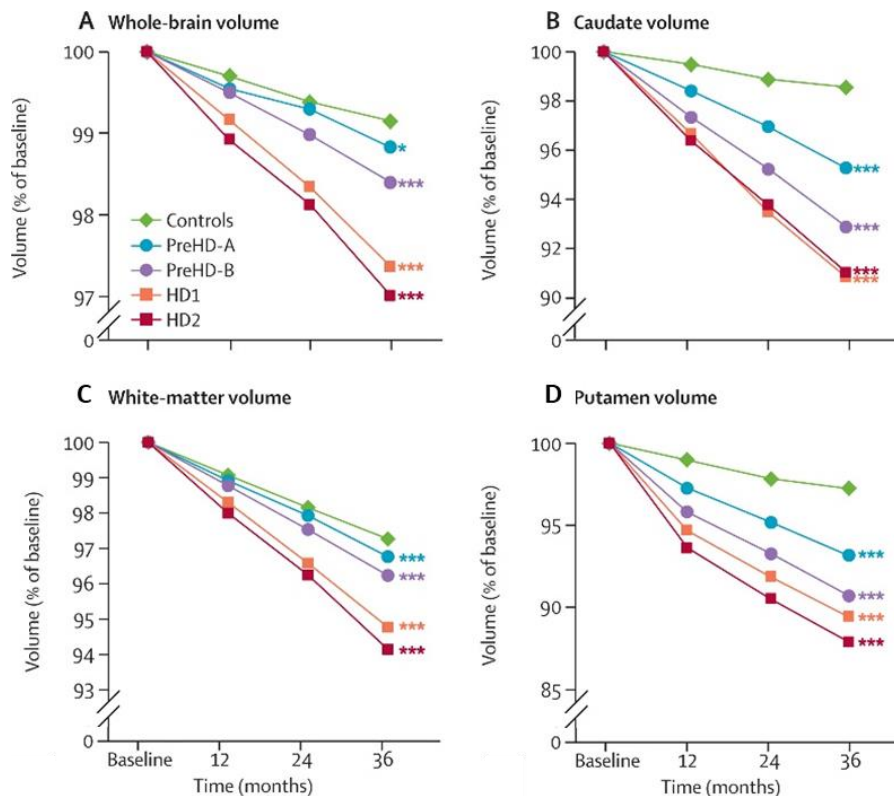 A Whole-brain volume
Volume (% of baseline)
100
99
98
97
0
Controls
PreHD-A
PreHD-B
HD1
HD2
*
***
***
***
B Caudate volume
Volume (% of baseline)
100
98
96
94
92
90
0
***
***
***
***
C White-matter volume
Volume (% of baseline)
100
99
98
97
96
95
94
93
0
***
***
***
***
Baseline 12 24 36
Time (months)
D Putamen volume
Volume (% of baseline)
100
95
90
85
0
***
***
***
***
Baseline 12 24 36
Time (months)